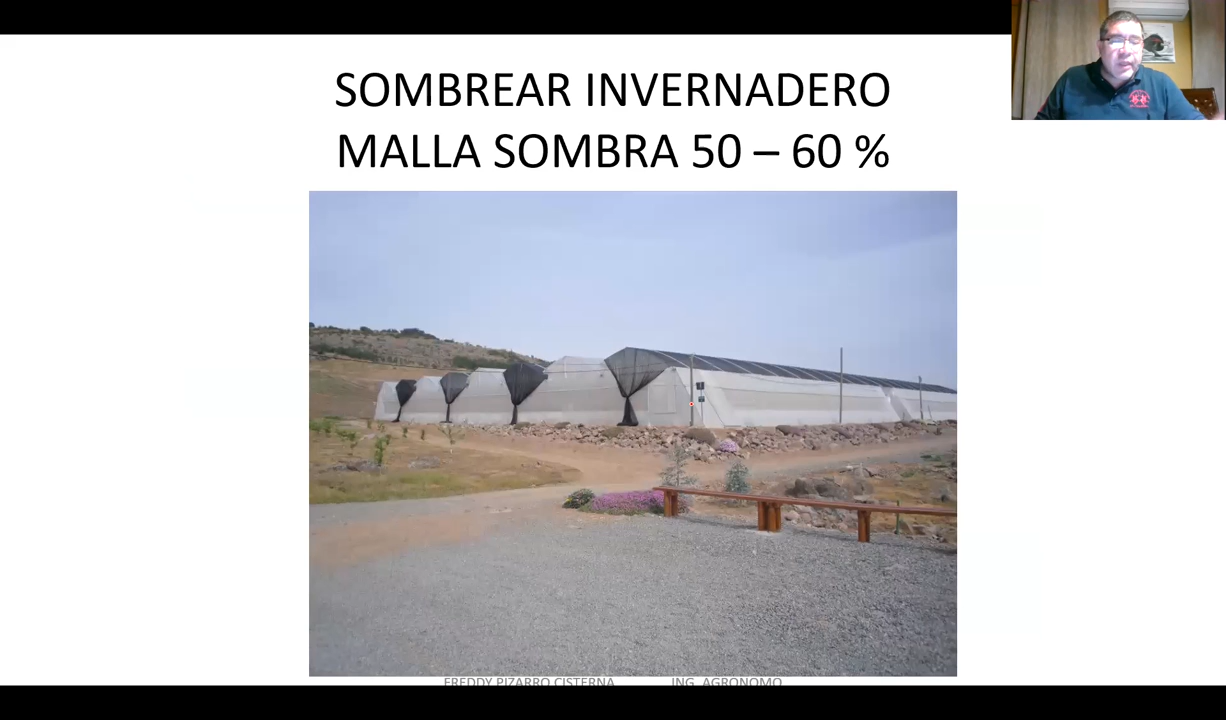 SOMBREAR INVERNADERO
MALLA SOMBRA 50 – 60 %
FREDDY PIZARRO CISTERNA ING. AGRONOMO